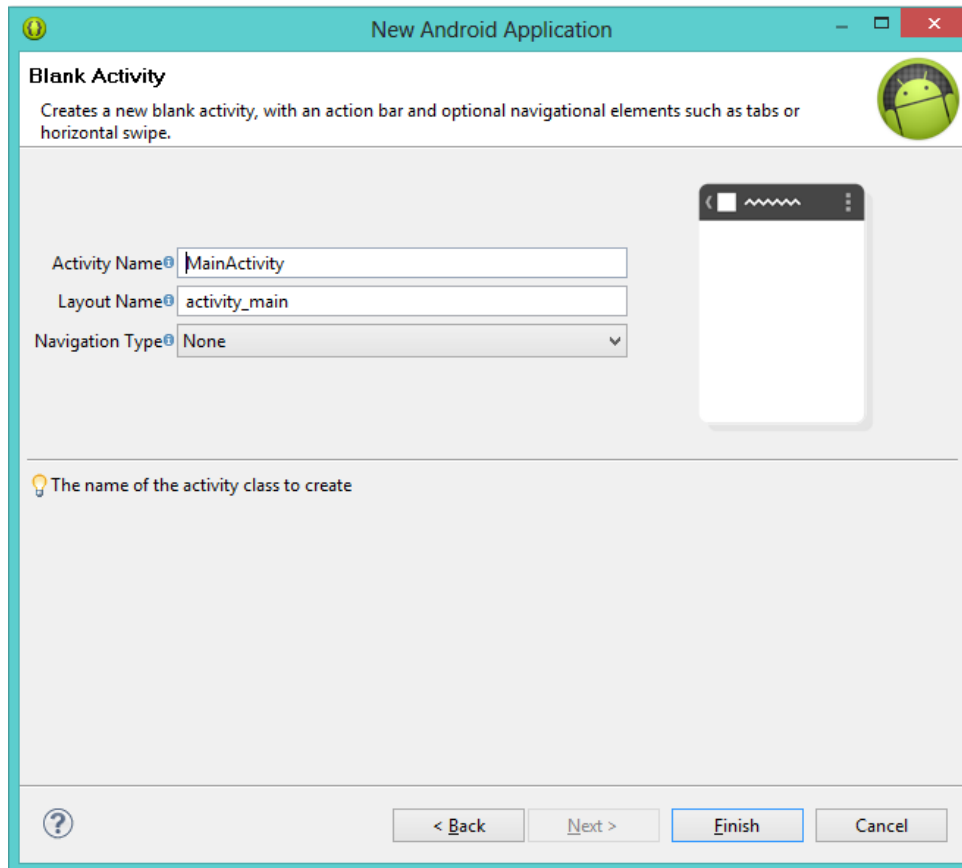 New Android Application
Blank Activity
Creates a new blank activity, with an action bar and optional navigational elements such as tabs or
horizontal swipe.
Activity Name MainActivity
Layout Name activity_main
Navigation Type None
The name of the activity class to create
< Back Next > Finish Cancel